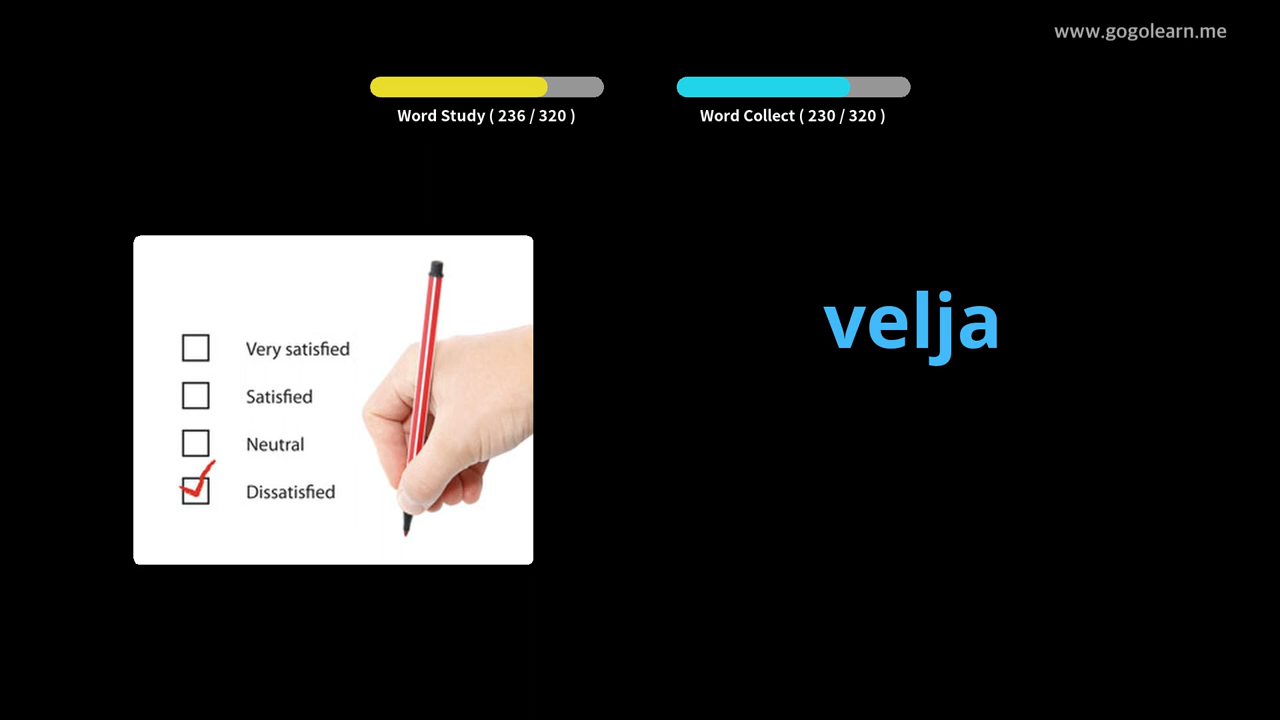 www.gogolearn.me
Word Study ( 236 / 320 )
Word Collect ( 230 / 320 )
velja
Very satisfied
Satisfied
Neutral
Dissatisfied